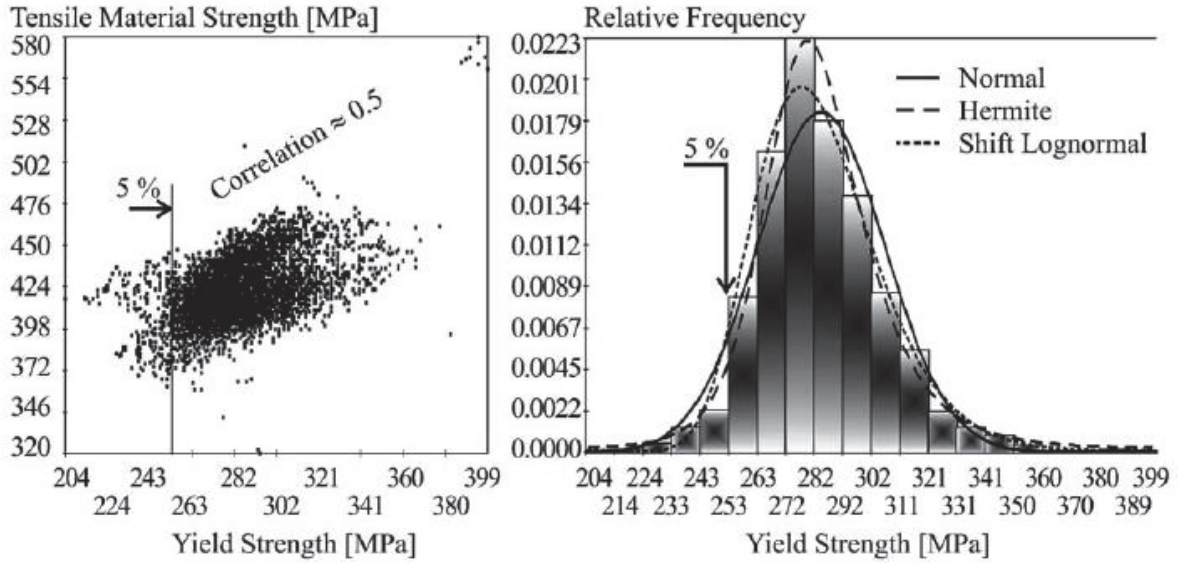 Tensile Material Strength [MPa]
580
554
528
502
476
450
424
398
372
346
320
5 %
Correlation ≈ 0.5
204 243 282 321 360 399
224 263 302 341 380
Yield Strength [MPa]
Relative Frequency
0.0223
0.0201
0.0179
0.0156
0.0134
0.0112
0.0089
0.0067
0.0045
0.0022
0.0000
Normal
Hermite
Shift Lognormal
5 %
204 224 243 263 282 302 321 341 360 380 399
214 233 253 272 292 311 331 350 370 389
Yield Strength [MPa]